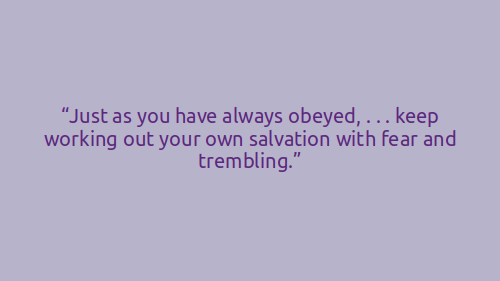 “Just as you have always obeyed, . . . keep
working out your own salvation with fear and
trembling.”